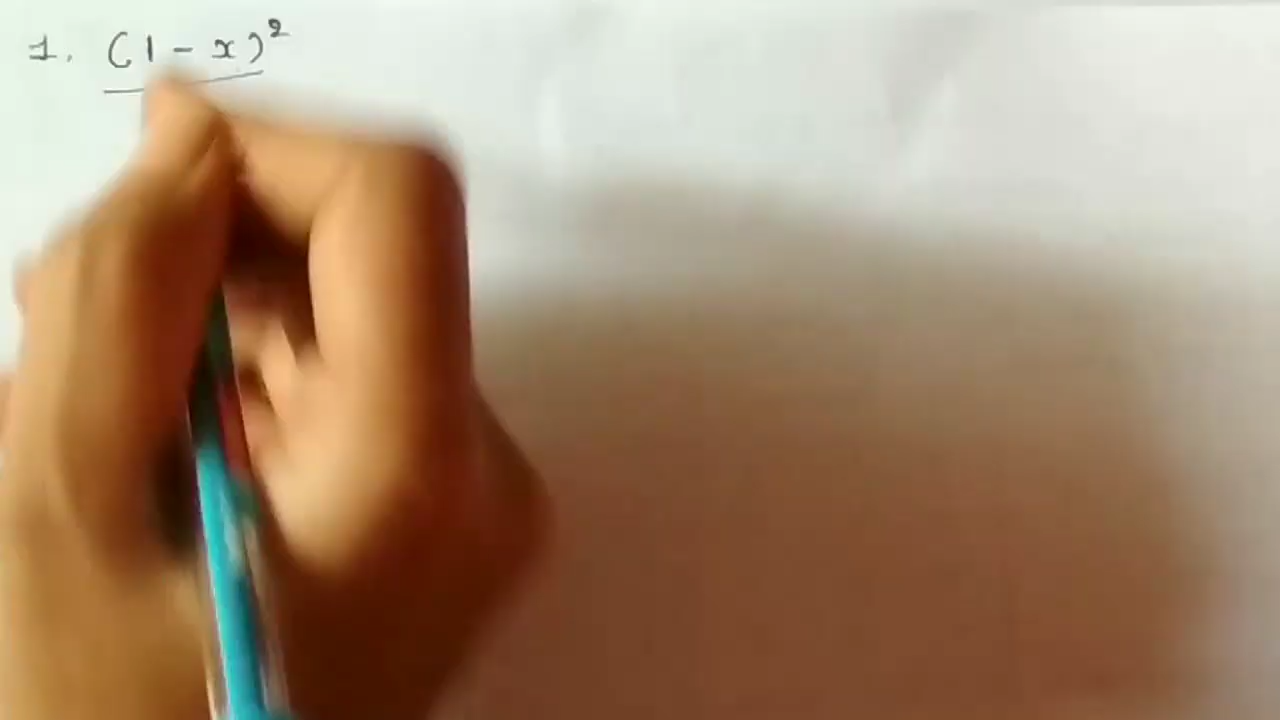 1. (1 - x)²